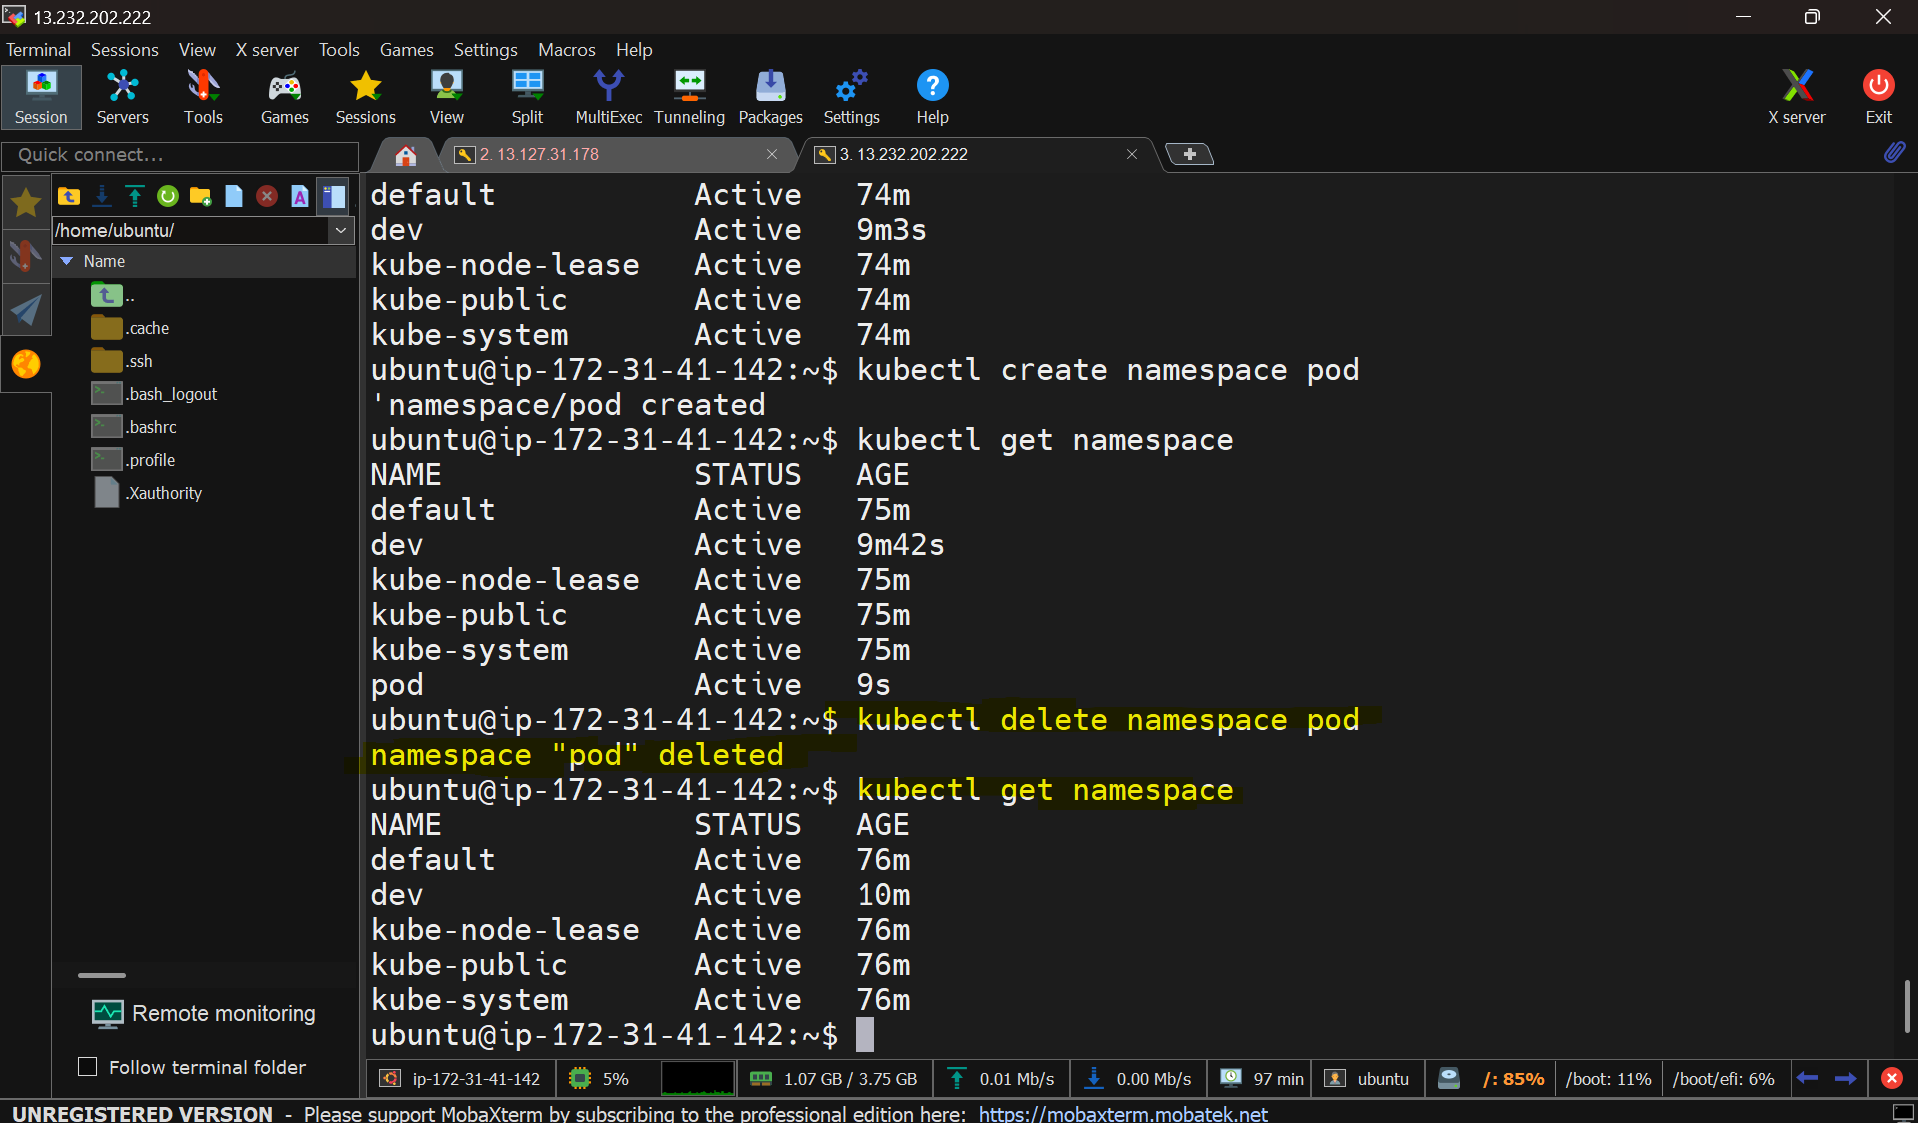 13.232.202.222
Terminal Sessions View X server Tools Games Settings Macros Help
Session Servers Tools Games Sessions View Split MultiExec Tunneling Packages Settings Help X server Exit
Quick connect...
2. 13.127.31.178
3. 13.232.202.222
/home/ubuntu/
Name
..
.cache
.ssh
.bash_logout
.bashrc
.profile
.Xauthority
Remote monitoring
Follow terminal folder
default Active 74m
dev Active 9m3s
kube-node-lease Active 74m
kube-public Active 74m
kube-system Active 74m
ubuntu@ip-172-31-41-142:~$ kubectl create namespace pod
'namespace/pod created
ubuntu@ip-172-31-41-142:~$ kubectl get namespace
NAME STATUS AGE
default Active 75m
dev Active 9m42s
kube-node-lease Active 75m
kube-public Active 75m
kube-system Active 75m
pod Active 9s
ubuntu@ip-172-31-41-142:~$ kubectl delete namespace pod
namespace "pod" deleted
ubuntu@ip-172-31-41-142:~$ kubectl get namespace
NAME STATUS AGE
default Active 76m
dev Active 10m
kube-node-lease Active 76m
kube-public Active 76m
kube-system Active 76m
ubuntu@ip-172-31-41-142:~$
ip-172-31-41-142 5% 1.07 GB / 3.75 GB 0.01 Mb/s 0.00 Mb/s 97 min ubuntu /: 85% /boot: 11% /boot/efi: 6%
UNREGISTERED VERSION - Please support MobaXterm by subscribing to the professional edition here: https://mobaxterm.mobatek.net